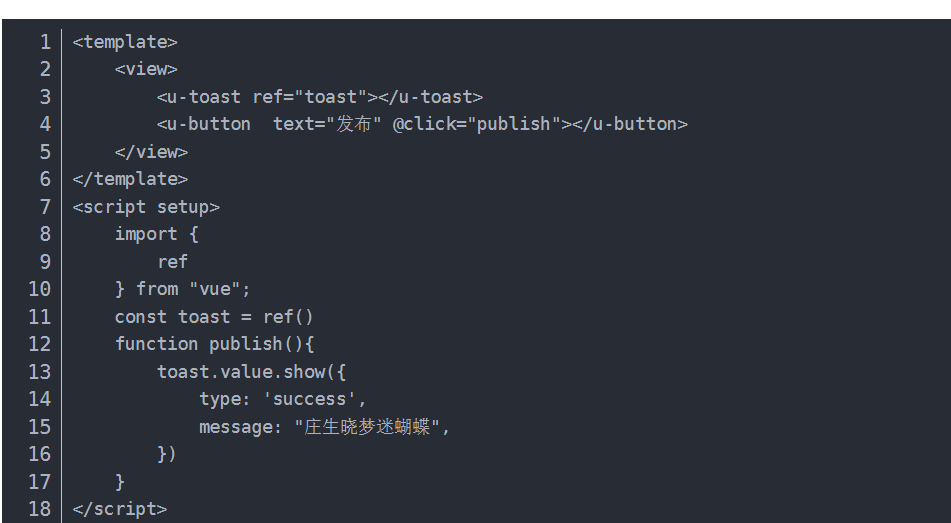 1 <template>
2     <view>
3         <u-toast ref="toast"></u-toast>
4         <u-button  text="发布" @click="publish"></u-button>
5     </view>
6 </template>
7 <script setup>
8     import {
9         ref
10     } from "vue";
11     const toast = ref()
12     function publish(){
13         toast.value.show({
14             type: 'success',
15             message: "庄生晓梦迷蝴蝶",
16         })
17     }
18 </script>